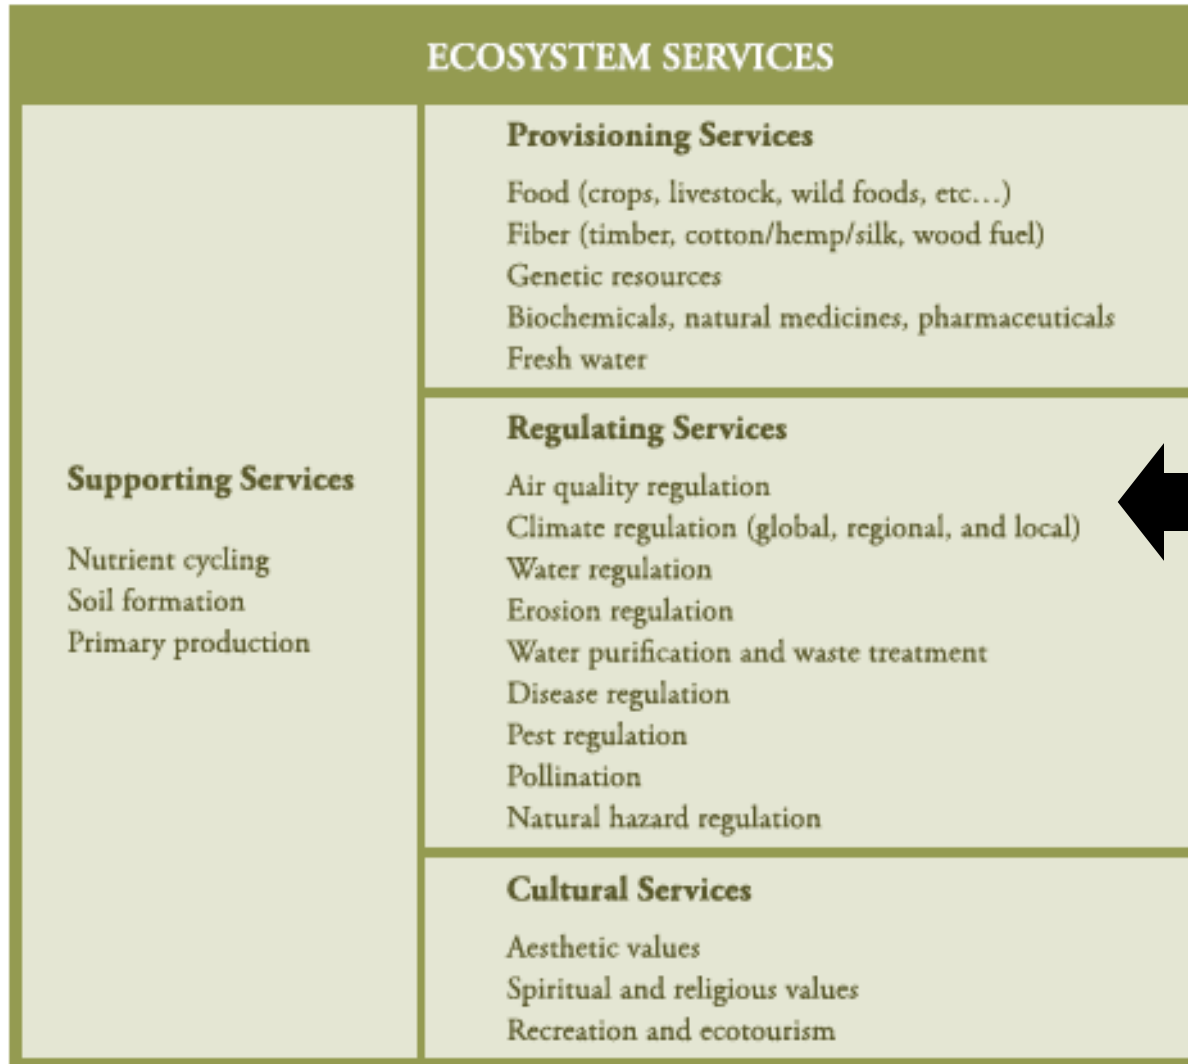 ECOSYSTEM SERVICES
Supporting Services
Nutrient cycling
Soil formation
Primary production
Provisioning Services
Food (crops, livestock, wild foods, etc…)
Fiber (timber, cotton/hemp/silk, wood fuel)
Genetic resources
Biochemicals, natural medicines, pharmaceuticals
Fresh water
Regulating Services
Air quality regulation
Climate regulation (global, regional, and local)
Water regulation
Erosion regulation
Water purification and waste treatment
Disease regulation
Pest regulation
Pollination
Natural hazard regulation
Cultural Services
Aesthetic values
Spiritual and religious values
Recreation and ecotourism